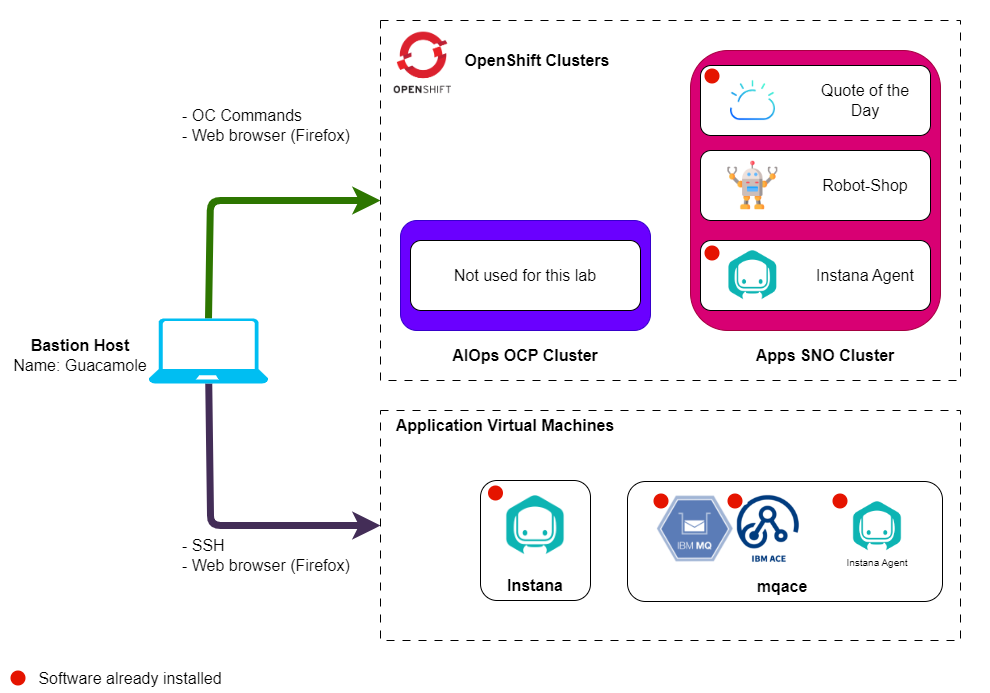 OPENSHIFT
OpenShift Clusters
Quote of the
Day
Robot-Shop
Instana Agent
Apps SNO Cluster
Not used for this lab
AIOps OCP Cluster
- OC Commands
- Web browser (Firefox)
Bastion Host
Name: Guacamole
- SSH
- Web browser (Firefox)
Application Virtual Machines
Instana
IBM MQ
IBM ACE
Instana Agent
mqace
Software already installed